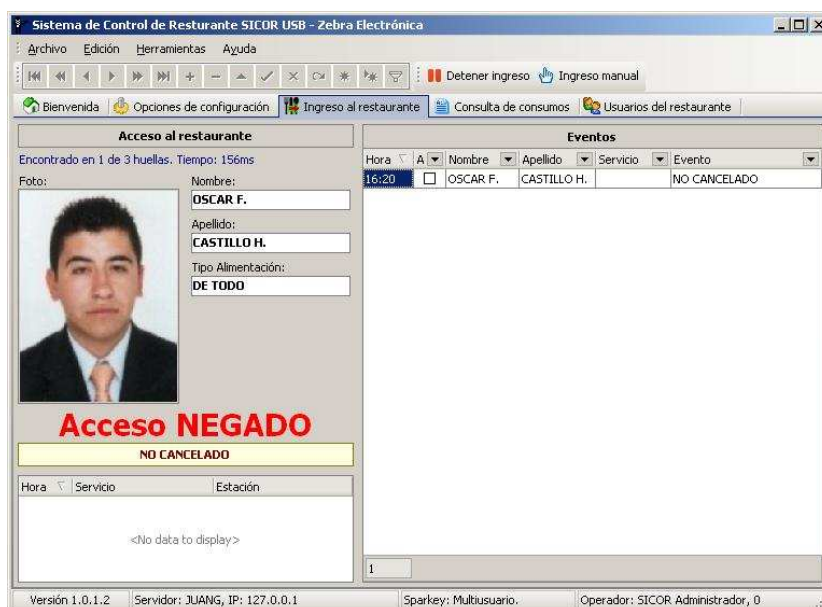 Sistema de Control de Resturante SICOR USB - Zebra Electrónica
Archivo Edición Herramientas Ayuda
Detener ingreso Ingreso manual
Bienvenida Opciones de configuración Ingreso al restaurante Consulta de consumos Usuarios del restaurante
Acceso al restaurante
Encontrado en 1 de 3 huellas. Tiempo: 156ms
Foto:
Nombre:
OSCAR F.
Apellido:
CASTILLO H.
Tipo Alimentación:
DE TODO
Acceso NEGADO
NO CANCELADO
Hora Servicio Estación
<No data to display>
Eventos
Hora A Nombre Apellido Servicio Evento
16:20 OSCAR F. CASTILLO H. NO CANCELADO
1
Versión 1.0.1.2 Servidor: JUANG, IP: 127.0.0.1 Sparkey: Multiusuario. Operador: SICOR Administrador, 0